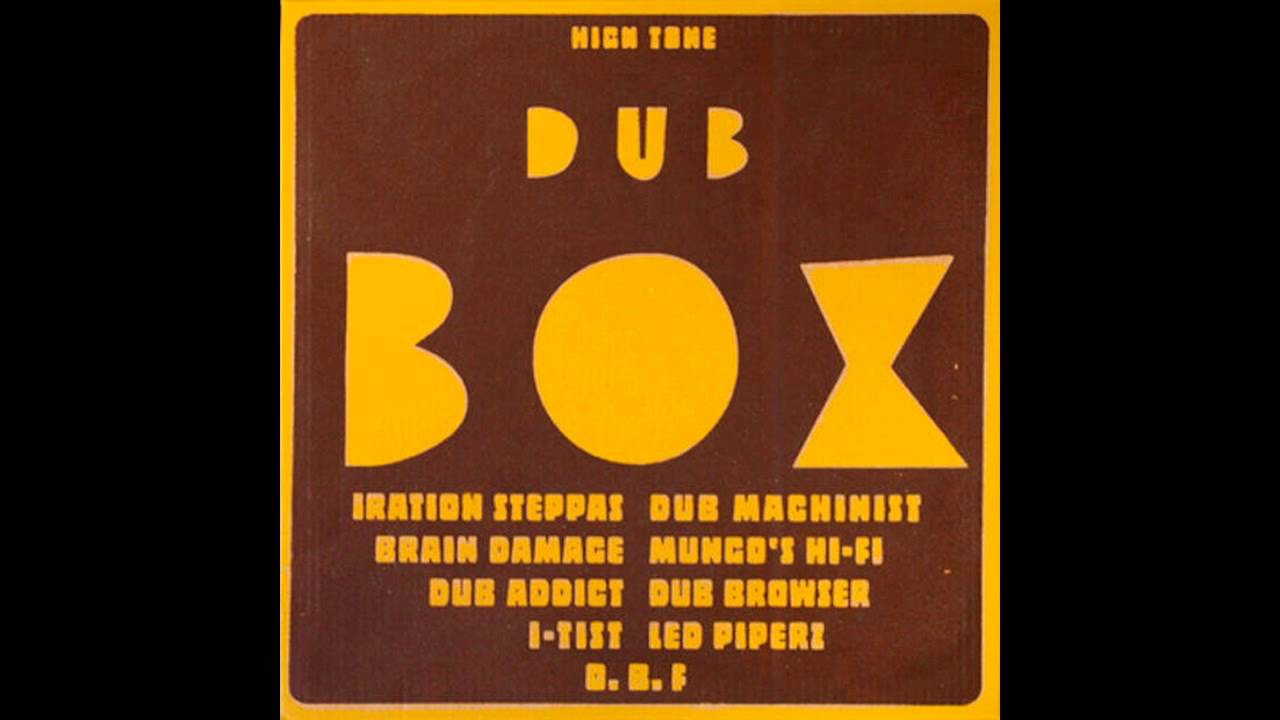 HIGH TONE
DUB
BOX
IRATION STEPPAS DUB MACHINIST
BRAIN DAMAGE MUNGO'S HI-FI
DUB ADDICT DUB BROWSER
I-TIST LED PIPERZ
O. B. F